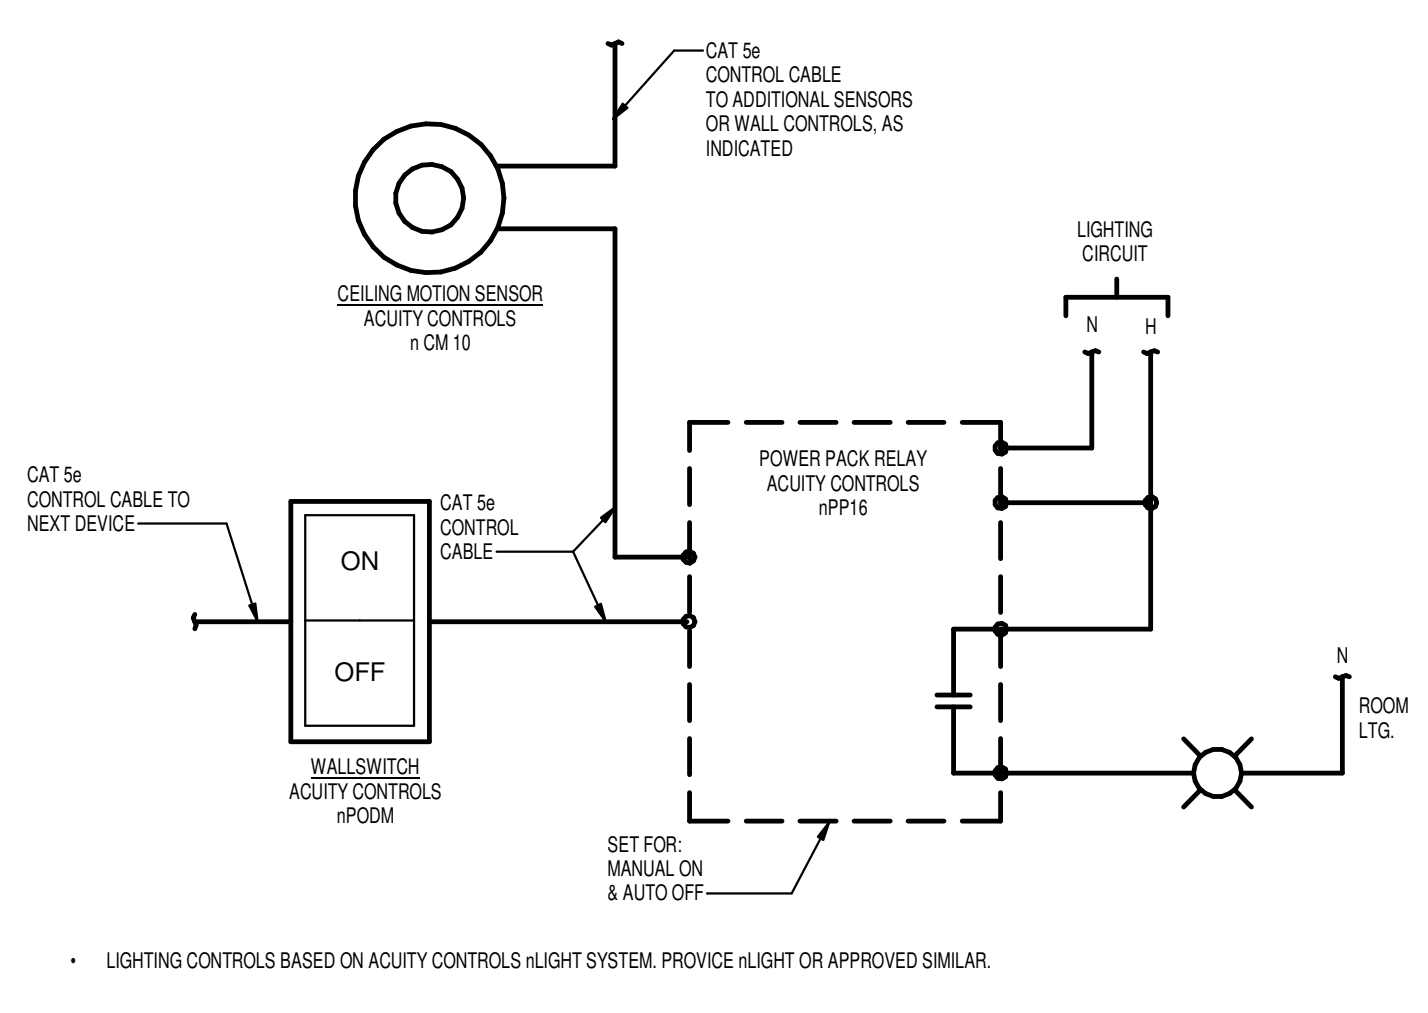 CAT 5e
CONTROL CABLE
TO ADDITIONAL SENSORS
OR WALL CONTROLS, AS
INDICATED
CEILING MOTION SENSOR
ACUITY CONTROLS
n CM 10
LIGHTING
CIRCUIT
N
H
CAT 5e
CONTROL CABLE TO
NEXT DEVICE
ON
OFF
WALLSWITCH
ACUITY CONTROLS
nPODM
CAT 5e
CONTROL
CABLE
POWER PACK RELAY
ACUITY CONTROLS
nPP16
N
ROOM
LTG.
SET FOR:
MANUAL ON
& AUTO OFF
• LIGHTING CONTROLS BASED ON ACUITY CONTROLS nLIGHT SYSTEM. PROVICE nLIGHT OR APPROVED SIMILAR.